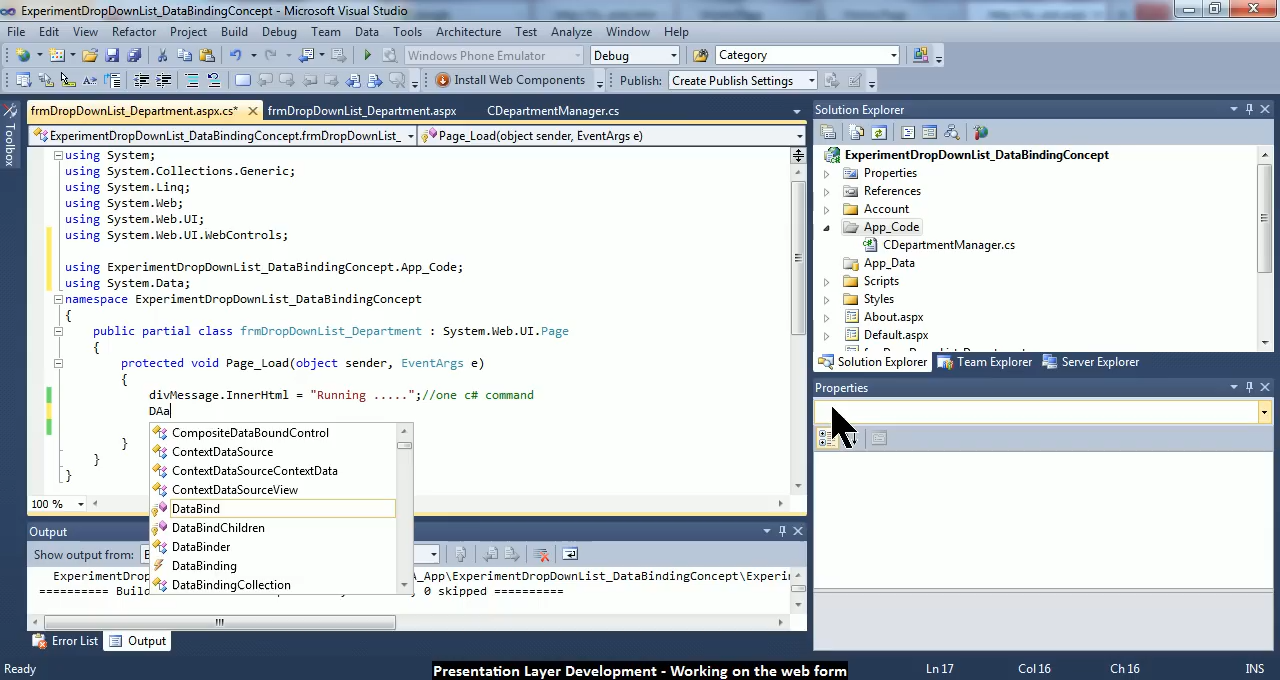 ExperimentDropDownList_DataBindingConcept - Microsoft Visual Studio
File Edit View Refactor Project Build Debug Team Data Tools Architecture Test Analyze Window Help
Windows Phone Emulator Debug Category
Install Web Components Publish: Create Publish Settings
Toolbox
frmDropDownList_Department.aspx.cs* frmDropDownList_Department.aspx CDepartmentManager.cs
ExperimentDropDownList_DataBindingConcept.frmDropDownList_ Page_Load(object sender, EventArgs e)
using System;
using System.Collections.Generic;
using System.Linq;
using System.Web;
using System.Web.UI;
using System.Web.UI.WebControls;
using ExperimentDropDownList_DataBindingConcept.App_Code;
using System.Data;
namespace ExperimentDropDownList_DataBindingConcept
{
public partial class frmDropDownList_Department : System.Web.UI.Page
{
protected void Page_Load(object sender, EventArgs e)
{
divMessage.InnerHtml = "Running .....";//one c# command
DAa
}
}
}
CompositeDataBoundControl
ContextDataSource
ContextDataSourceContextData
ContextDataSourceView
DataBind
DataBindChildren
DataBinder
DataBinding
DataBindingCollection
100 %
Output
Show output from:
ExperimentDrop
A_App\ExperimentDropDownList_DataBindingConcept\Experi
========== Buil
g, 0 skipped ==========
Error List Output
Solution Explorer
ExperimentDropDownList_DataBindingConcept
Properties
References
Account
App_Code
CDepartmentManager.cs
App_Data
Scripts
Styles
About.aspx
Default.aspx
Solution Explorer Team Explorer Server Explorer
Properties
Ready
Presentation Layer Development - Working on the web form
Ln 17 Col 16 Ch 16 INS